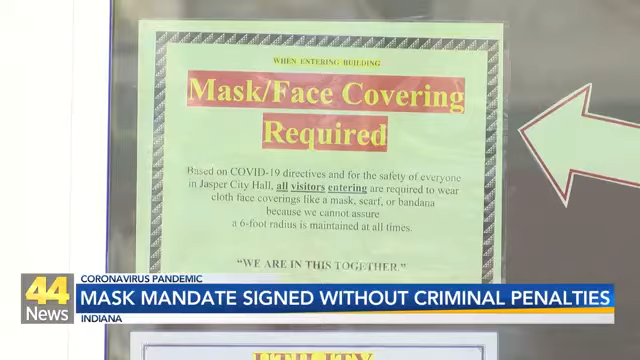 WHEN ENTERING BUILDING
Mask/Face Covering
Required
Based on COVID-19 directives and for the safety of everyone
in Jasper City Hall, all visitors entering are required to wear
cloth face coverings like a mask, scarf, or bandana
because we cannot assure
a 6-foot radius is maintained at all times.
"WE ARE IN THIS TOGETHER."
CORONAVIRUS PANDEMIC
44
News
MASK MANDATE SIGNED WITHOUT CRIMINAL PENALTIES
INDIANA
UTILITY